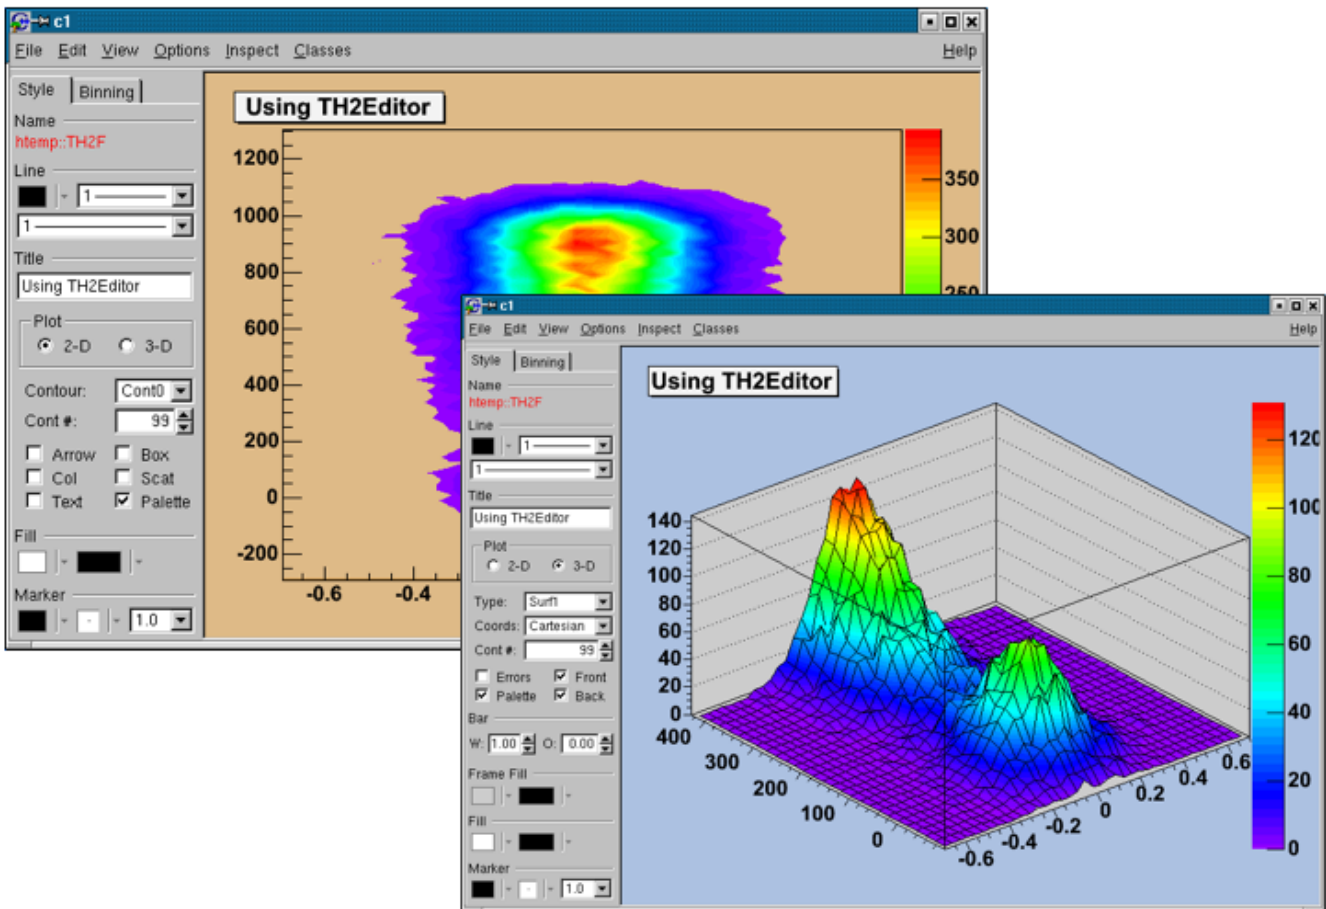 c1
File Edit View Options Inspect Classes Help
Style Binning
Name
htemp::TH2F
Line
1
1
Title
Using TH2Editor
Plot
2-D 3-D
Contour: Cont0
Cont #: 99
Arrow Box
Col Scat
Text Palette
Fill
Marker
1.0
Using TH2Editor
1200
1000
800
600
400
200
0
-200
-0.6 -0.4
350
300
250
c1
File Edit View Options Inspect Classes Help
Style Binning
Name
htemp::TH2F
Line
1
1
Title
Using TH2Editor
Plot
2-D 3-D
Type: Surf1
Coords: Cartesian
Cont #: 99
Errors Front
Palette Back
Bar
W: 1.00 O: 0.00
Frame Fill
Fill
Marker
1.0
Using TH2Editor
140
120
100
80
60
40
20
0
400
300
200
100
0
-0.6 -0.4 -0.2 0 0.2 0.4 0.6
120
100
80
60
40
20
0